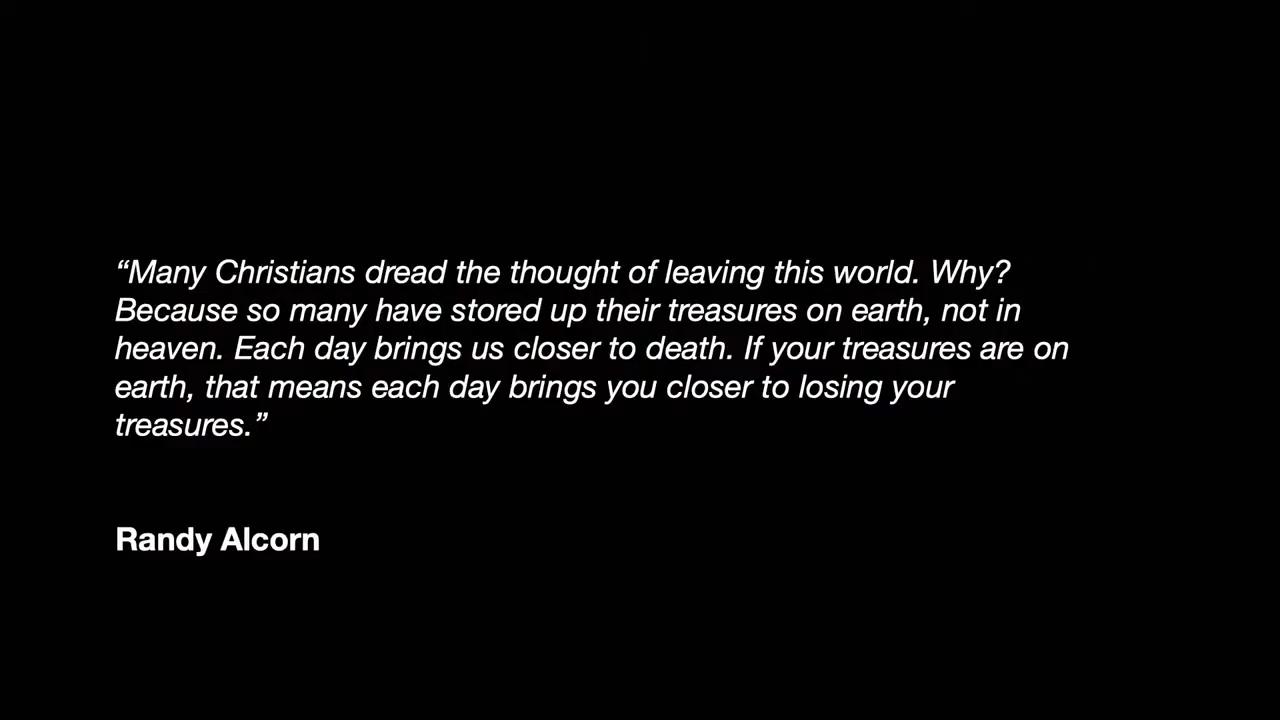 “Many Christians dread the thought of leaving this world. Why?
Because so many have stored up their treasures on earth, not in
heaven. Each day brings us closer to death. If your treasures are on
earth, that means each day brings you closer to losing your
treasures.”
Randy Alcorn